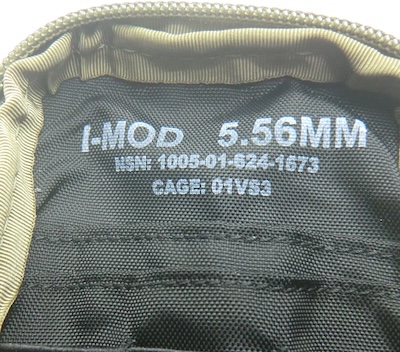 I-MOD 5.56MM
NSN: 1005-01-624-1673
CAGE: 01VS3